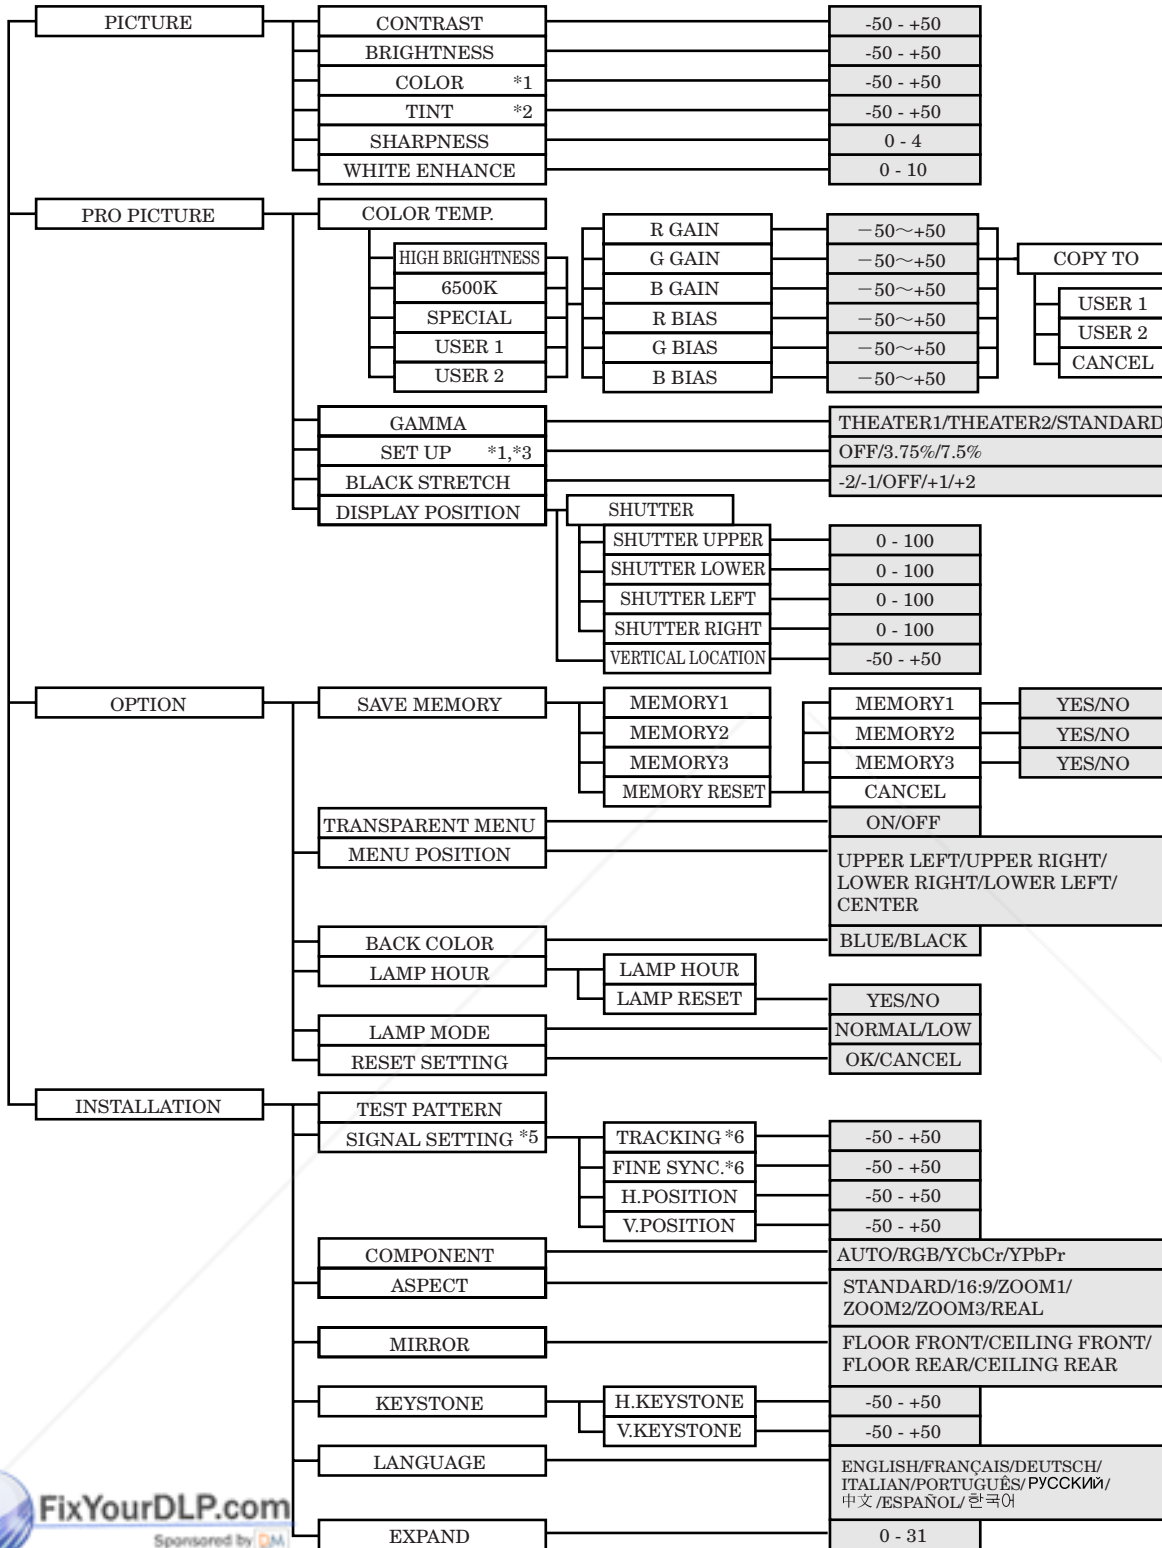 PICTURE
CONTRAST -50 - +50
BRIGHTNESS -50 - +50
COLOR *1 -50 - +50
TINT *2 -50 - +50
SHARPNESS 0 - 4
WHITE ENHANCE 0 - 10
PRO PICTURE
COLOR TEMP.
HIGH BRIGHTNESS
6500K
SPECIAL
USER 1
USER 2
R GAIN −50~+50
G GAIN −50~+50
B GAIN −50~+50
R BIAS −50~+50
G BIAS −50~+50
B BIAS −50~+50
COPY TO
USER 1
USER 2
CANCEL
GAMMA THEATER1/THEATER2/STANDARD
SET UP *1,*3 OFF/3.75%/7.5%
BLACK STRETCH -2/-1/OFF/+1/+2
DISPLAY POSITION
SHUTTER
SHUTTER UPPER 0 - 100
SHUTTER LOWER 0 - 100
SHUTTER LEFT 0 - 100
SHUTTER RIGHT 0 - 100
VERTICAL LOCATION -50 - +50
OPTION
SAVE MEMORY
MEMORY1
MEMORY2
MEMORY3
MEMORY RESET
MEMORY1 YES/NO
MEMORY2 YES/NO
MEMORY3 YES/NO
CANCEL
TRANSPARENT MENU ON/OFF
MENU POSITION
UPPER LEFT/UPPER RIGHT/
LOWER RIGHT/LOWER LEFT/
CENTER
BACK COLOR BLUE/BLACK
LAMP HOUR
LAMP HOUR
LAMP RESET YES/NO
LAMP MODE NORMAL/LOW
RESET SETTING OK/CANCEL
INSTALLATION
TEST PATTERN
SIGNAL SETTING *5
TRACKING *6 -50 - +50
FINE SYNC.*6 -50 - +50
H.POSITION -50 - +50
V.POSITION -50 - +50
COMPONENT AUTO/RGB/YCbCr/YPbPr
ASPECT
STANDARD/16:9/ZOOM1/
ZOOM2/ZOOM3/REAL
MIRROR
FLOOR FRONT/CEILING FRONT/
FLOOR REAR/CEILING REAR
KEYSTONE
H.KEYSTONE -50 - +50
V.KEYSTONE -50 - +50
LANGUAGE
ENGLISH/FRANÇAIS/DEUTSCH/
ITALIAN/PORTUGUÊS/РУССКИЙ/
中文/ESPAÑOL/한국어
EXPAND 0 - 31
FixYourDLP.com
Sponsored by DM